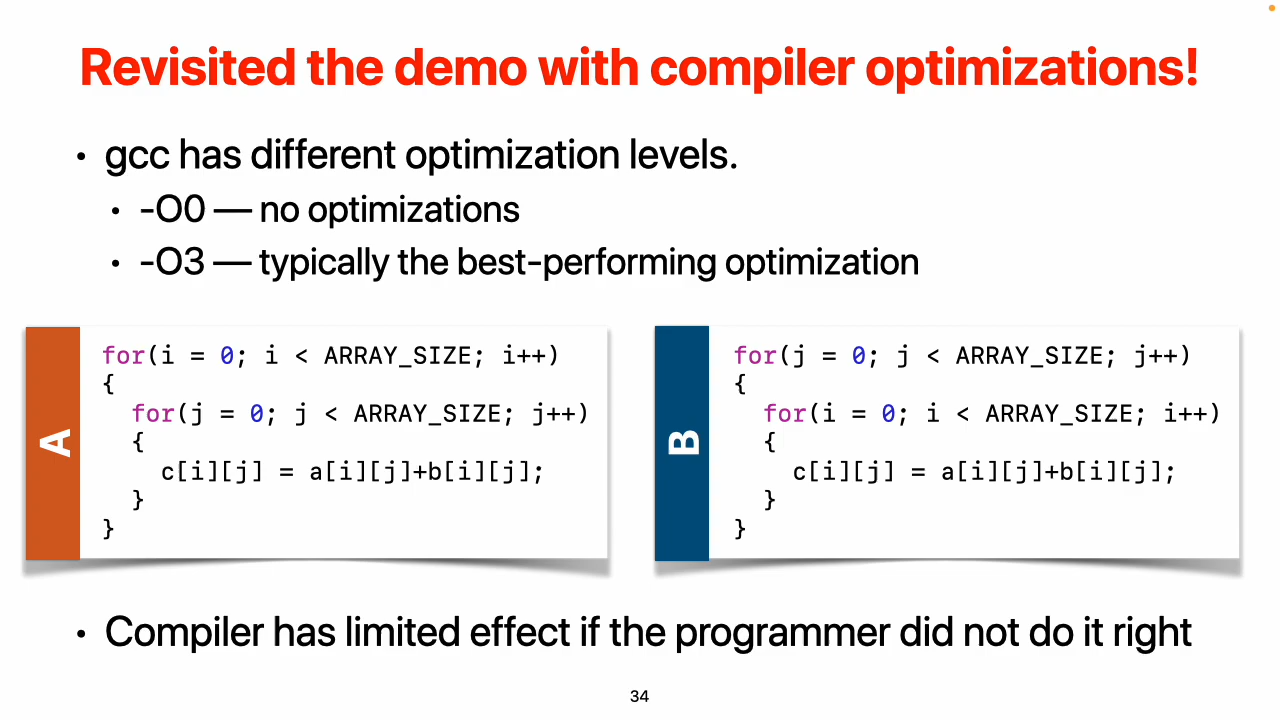 Revisited the demo with compiler optimizations!
• gcc has different optimization levels.
• -O0 — no optimizations
• -O3 — typically the best-performing optimization
A
for(i = 0; i < ARRAY_SIZE; i++)
{
  for(j = 0; j < ARRAY_SIZE; j++)
  {
    c[i][j] = a[i][j]+b[i][j];
  }
}
B
for(j = 0; j < ARRAY_SIZE; j++)
{
  for(i = 0; i < ARRAY_SIZE; i++)
  {
    c[i][j] = a[i][j]+b[i][j];
  }
}
• Compiler has limited effect if the programmer did not do it right
34